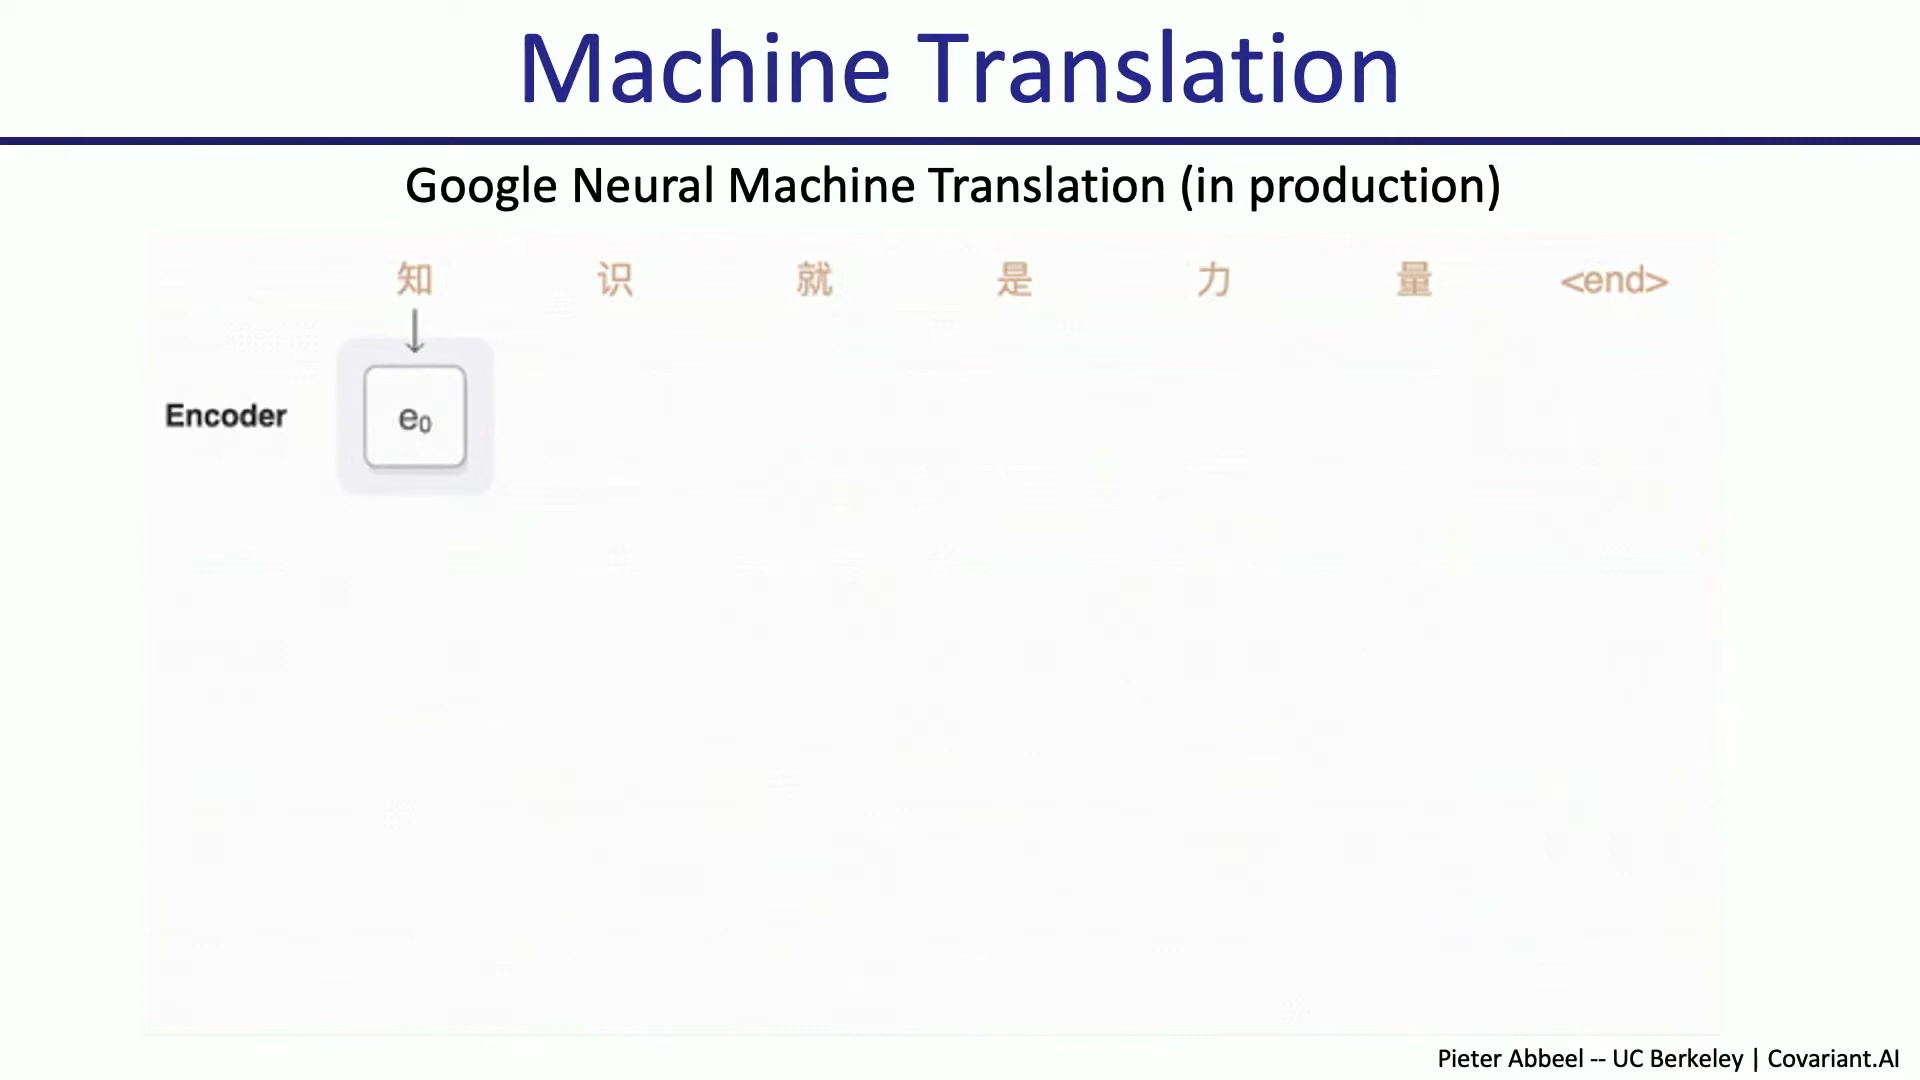 Machine Translation
Google Neural Machine Translation (in production)
知 识 就 是 力 量 <end>
Encoder
e₀
Pieter Abbeel -- UC Berkeley | Covariant.AI